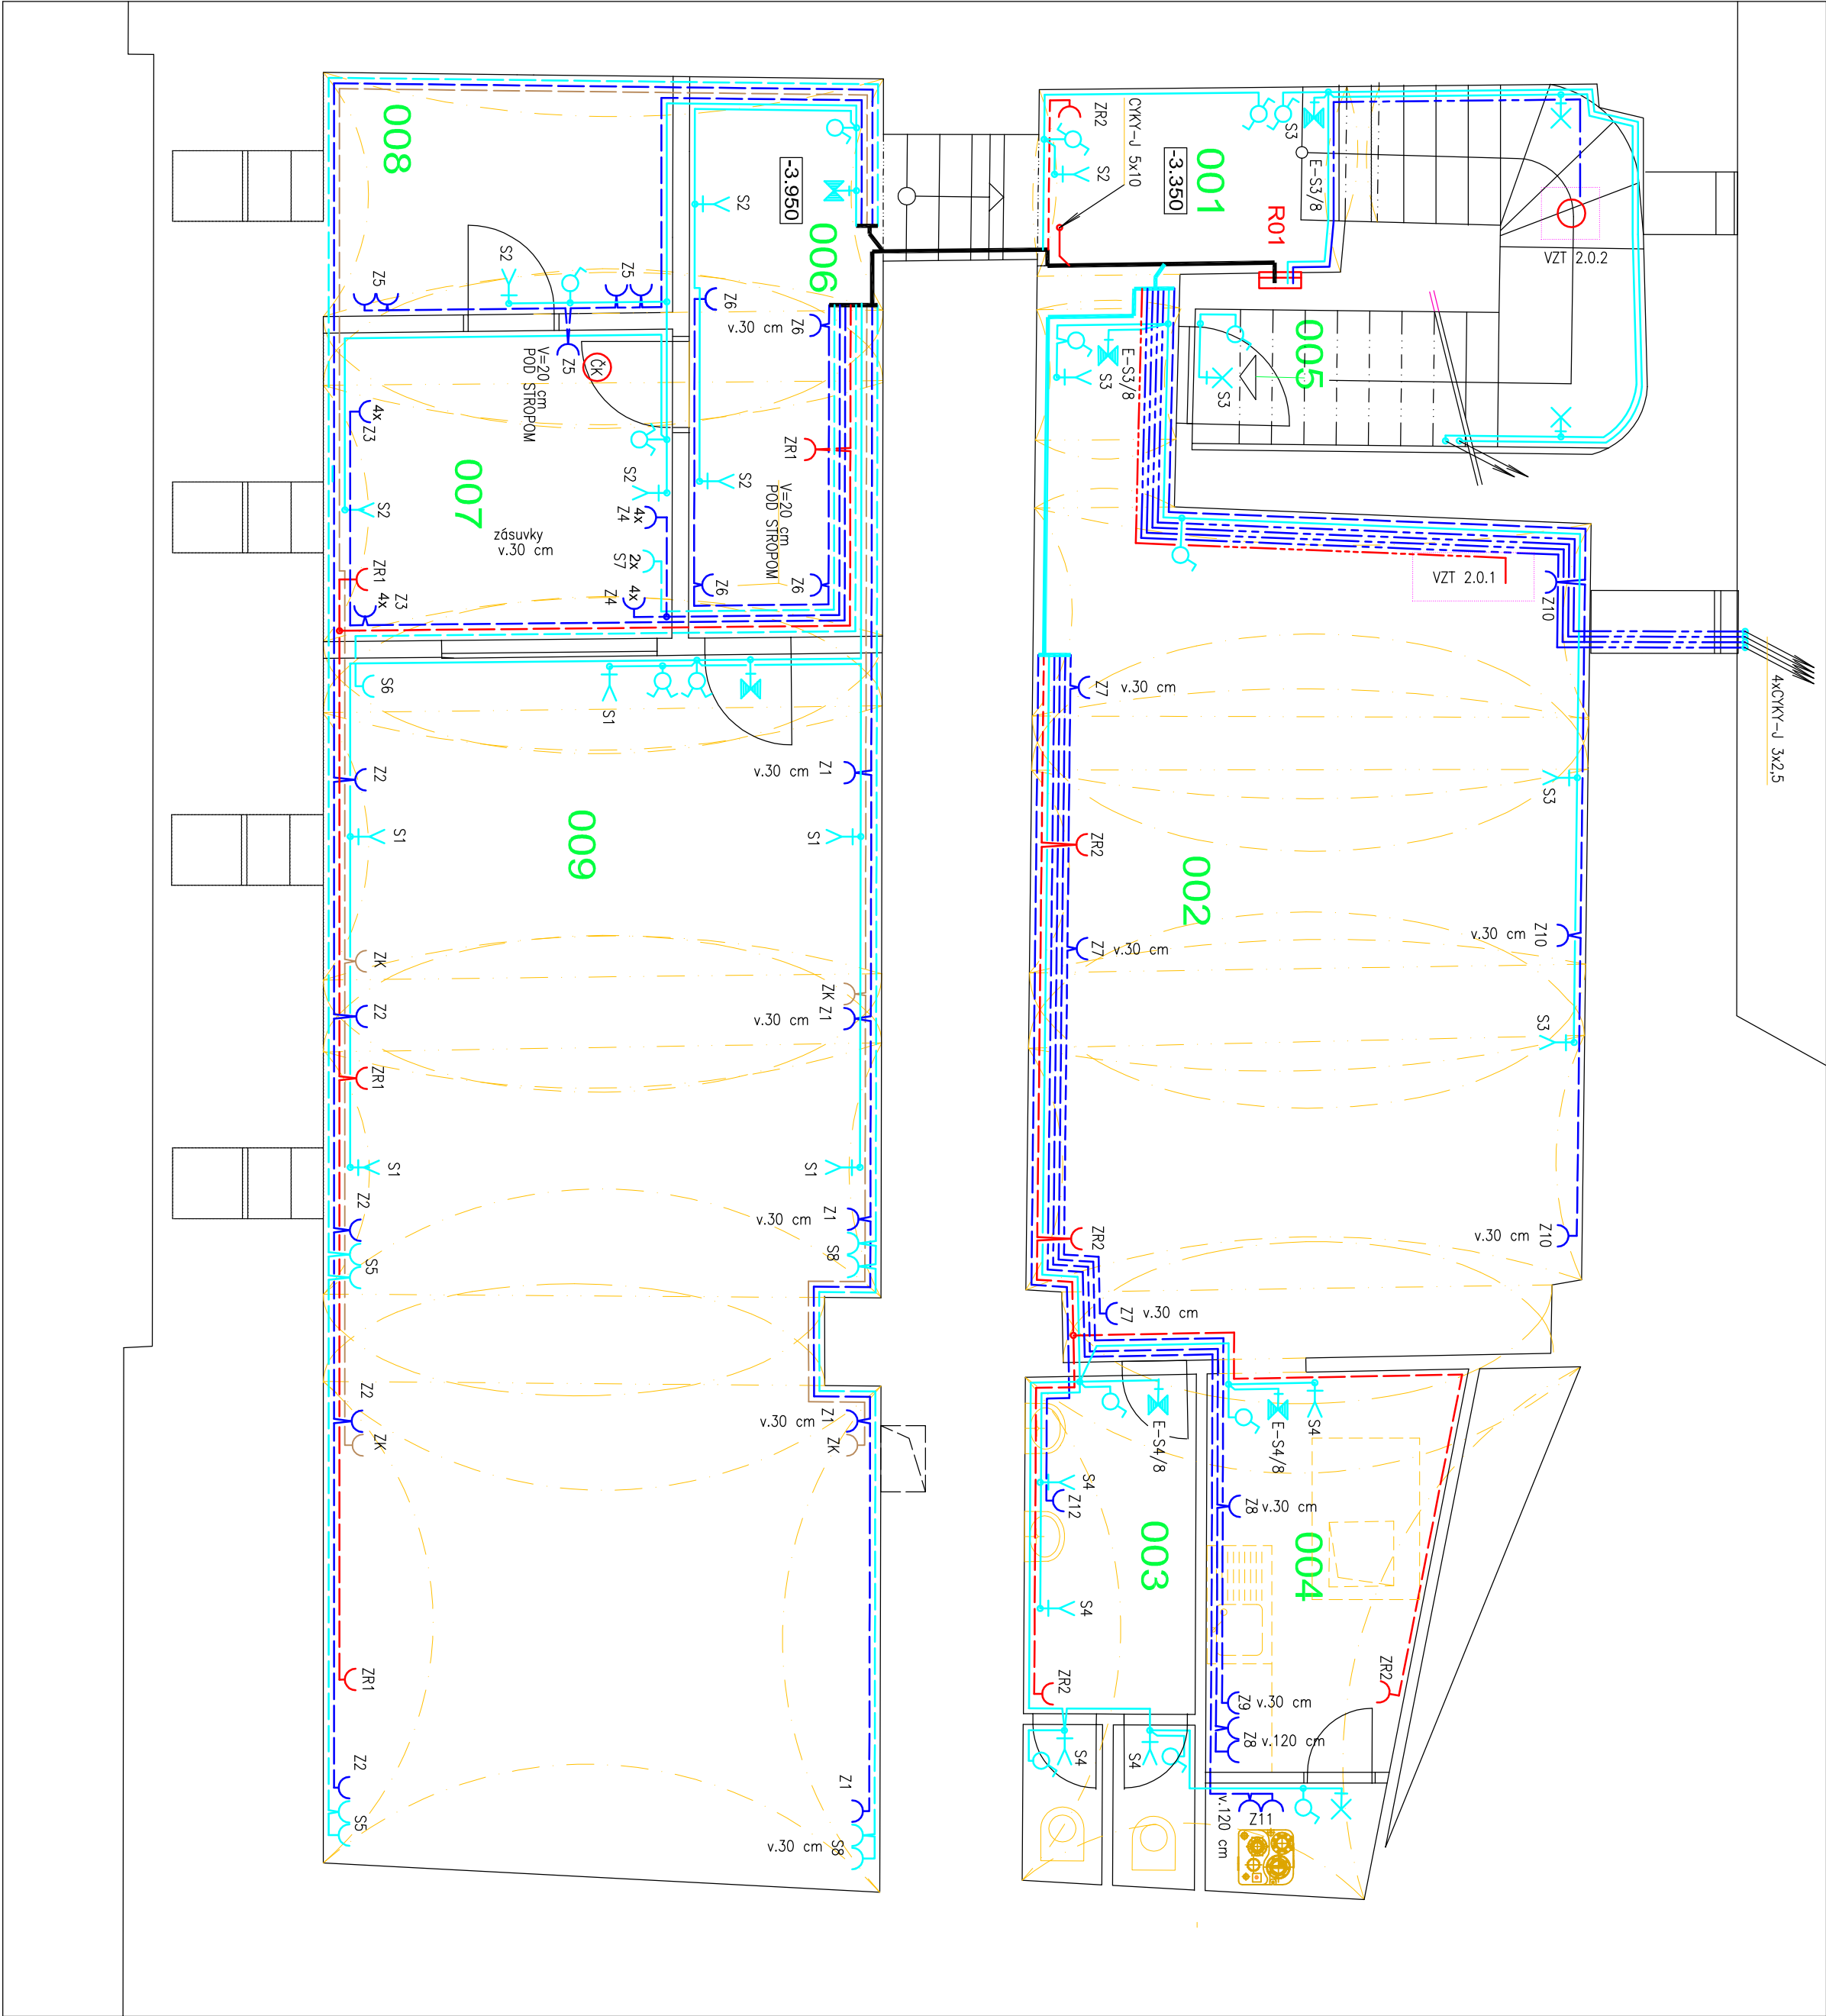 008
-3.950
006
S2
S2
Z5
Z5
Z6
Z6
v.30 cm
Z5
ČK
V=20 cm
POD STROPOM
4x
Z3
007
zásuvky
v.30 cm
S2
S2
S2
ZR1
V=20 cm
POD STROPOM
4x
Z4
2x
S7
4x
Z4
Z6
Z6
ZR1
4x
Z3
S6
S1
Z2
Z1
v.30 cm
S1
S1
009
ZK
Z2
ZK
Z1
v.30 cm
ZR1
S1
S1
Z2
S5
Z1
v.30 cm
S8
Z2
ZK
Z1
v.30 cm
ZK
ZR1
Z2
S5
Z1
v.30 cm
S8
ZR2
CYKY-J 5x10
S2
-3.350
001
R01
S3
E-S3/8
VZT 2.0.2
005
S3
E-S3/8
S3
VZT 2.0.1
Z10
4xCYKY-J 3x2,5
Z7
v.30 cm
S3
ZR2
002
Z7
v.30 cm
Z10
v.30 cm
S3
ZR2
Z10
v.30 cm
Z7
v.30 cm
E-S4/8
E-S4/8
S4
S4
Z12
Z8
v.30 cm
003
004
S4
ZR2
ZR2
Z9
v.30 cm
Z8
v.120 cm
S4
S4
Z11
v.120 cm